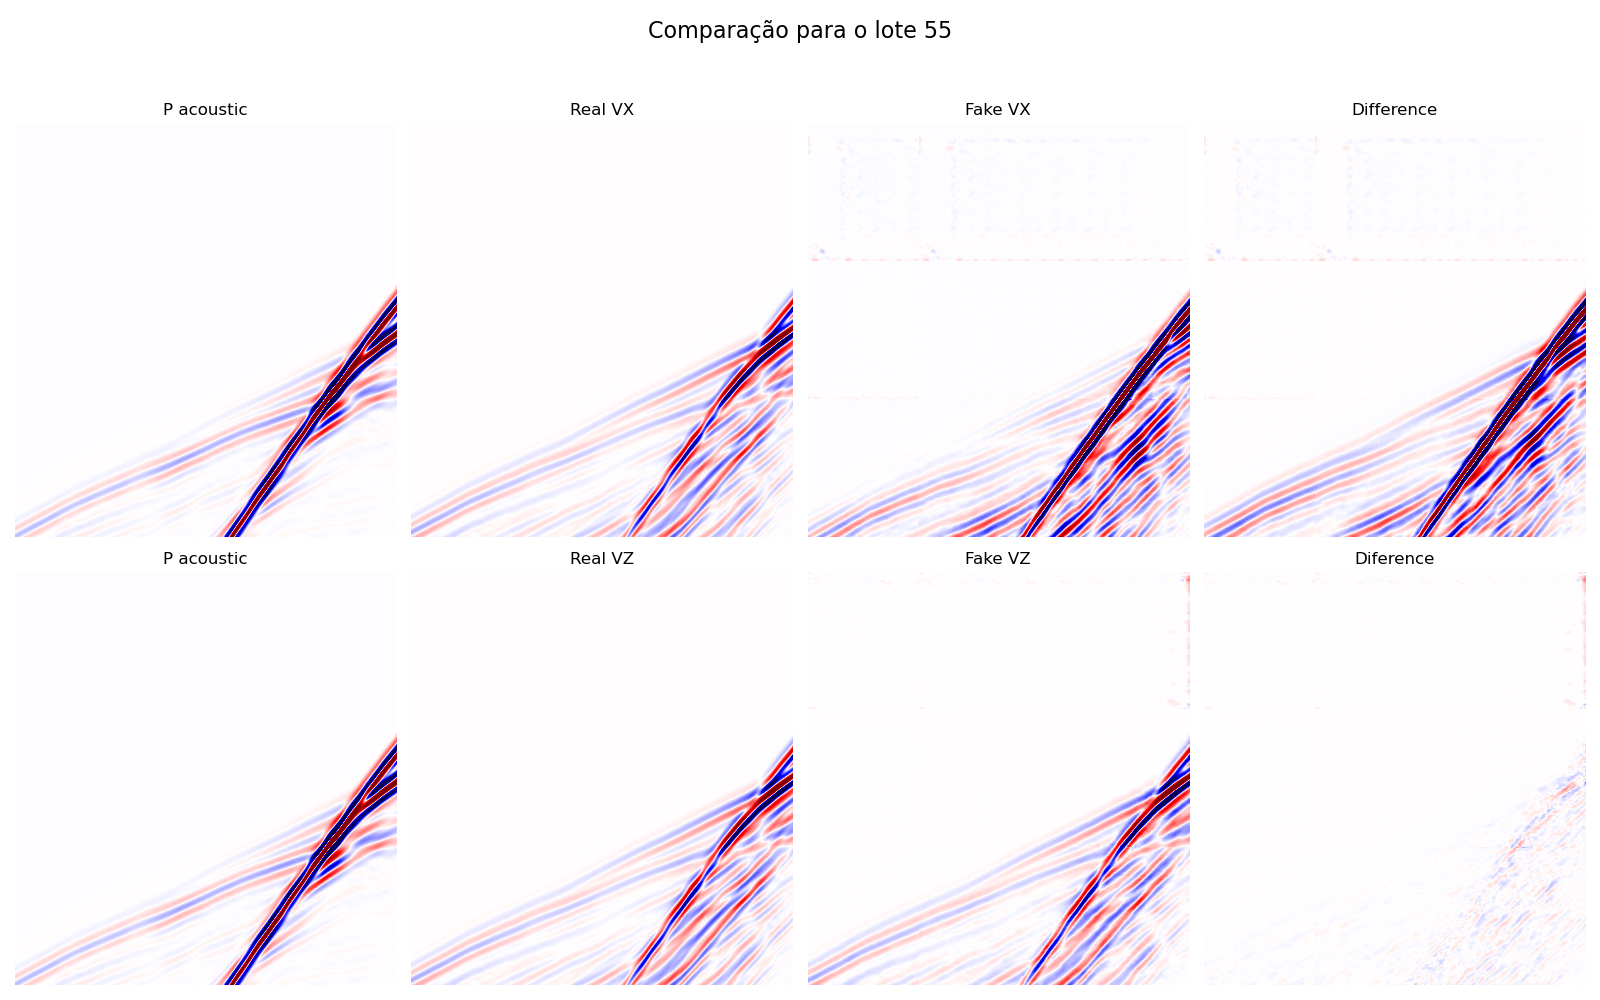 Comparação para o lote 55
P acoustic
Real VX
Fake VX
Difference
P acoustic
Real VZ
Fake VZ
Diference